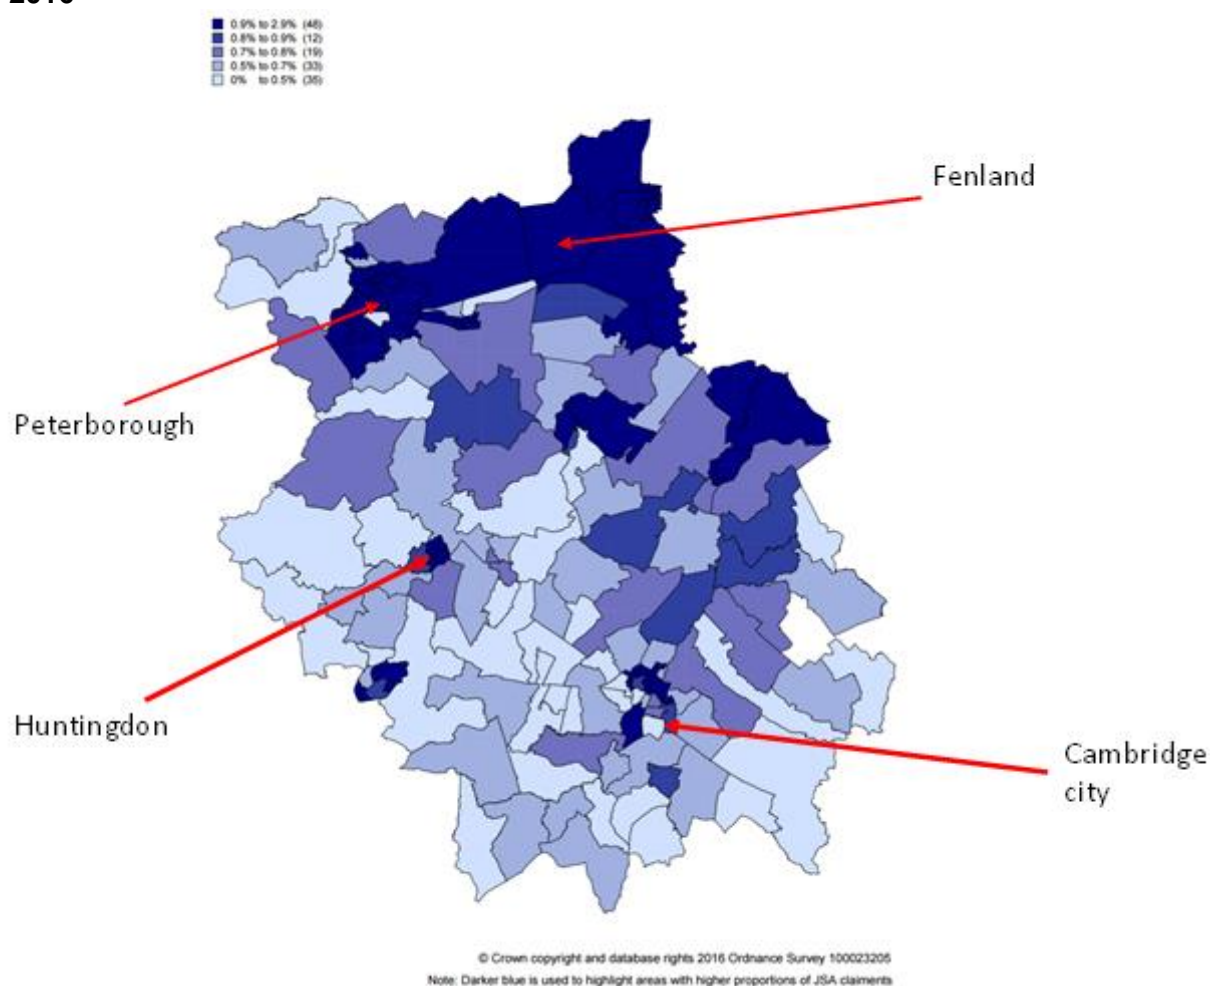 0.9% to 2.9% (48)
0.8% to 0.9% (12)
0.7% to 0.8% (19)
0.5% to 0.7% (33)
0% to 0.5% (35)
Fenland
Peterborough
Huntingdon
Cambridge
city
© Crown copyright and database rights 2016 Ordnance Survey 100023205
Note: Darker blue is used to highlight areas with higher proportions of JSA claiments